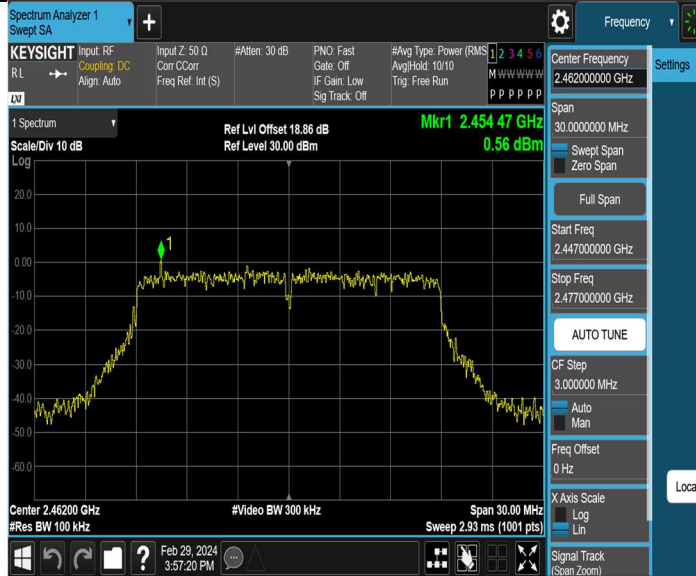 Spectrum Analyzer 1
Swept SA
+
Frequency
KEYSIGHT
Input: RF
Input Z: 50 Ω
#Atten: 30 dB
PNO: Fast
#Avg Type: Power (RMS
1 2 3 4 5 6
RL
Coupling: DC
Corr CCorr
Gate: Off
Avg|Hold: 10/10
M W W W W W
Align: Auto
Freq Ref: Int (S)
IF Gain: Low
Trig: Free Run
Sig Track: Off
P P P P P P
LXI
1 Spectrum
Scale/Div 10 dB
Ref Lvl Offset 18.86 dB
Ref Level 30.00 dBm
Mkr1 2.454 47 GHz
0.56 dBm
Log
20.0
10.0
0.00
-10.0
-20.0
-30.0
-40.0
-50.0
-60.0
1
Center 2.46200 GHz
#Video BW 300 kHz
Span 30.00 MHz
#Res BW 100 kHz
Sweep 2.93 ms (1001 pts)
?
Feb 29, 2024
3:57:20 PM
Center Frequency
2.462000000 GHz
Settings
Span
30.0000000 MHz
Swept Span
Zero Span
Full Span
Start Freq
2.447000000 GHz
Stop Freq
2.477000000 GHz
AUTO TUNE
CF Step
3.000000 MHz
Auto
Man
Freq Offset
0 Hz
X Axis Scale
Log
Lin
Loca
Signal Track
(Span Zoom)